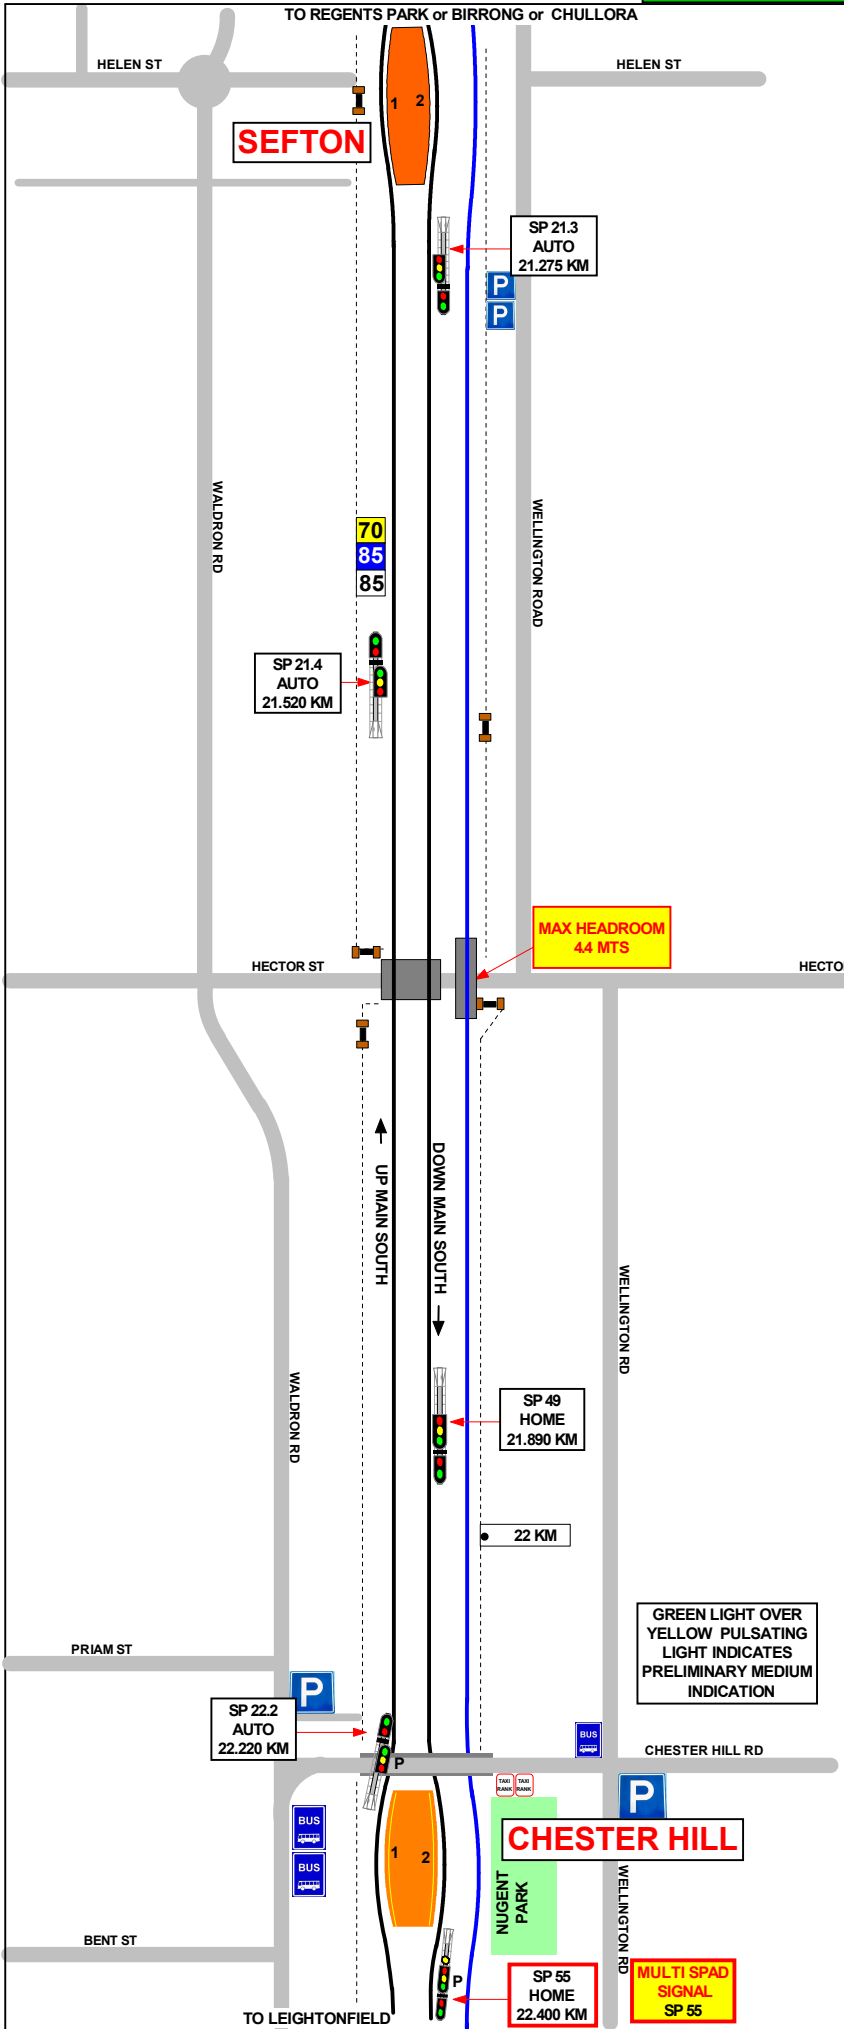 TO REGENTS PARK or BIRRONG or CHULLORA
HELEN ST
HELEN ST
1 2
SEFTON
SP 21.3
AUTO
21.275 KM
P
P
WALDRON RD
WELLINGTON ROAD
70
85
85
SP 21.4
AUTO
21.520 KM
MAX HEADROOM
4.4 MTS
HECTOR ST
HECTO
UP MAIN SOUTH
DOWN MAIN SOUTH
WELLINGTON RD
WALDRON RD
SP 49
HOME
21.890 KM
22 KM
GREEN LIGHT OVER
YELLOW PULSATING
LIGHT INDICATES
PRELIMINARY MEDIUM
INDICATION
PRIAM ST
P
SP 22.2
AUTO
22.220 KM
P
BUS
CHESTER HILL RD
TAXI
RANK
TAXI
RANK
P
BUS
BUS
CHESTER HILL
1 2
NUGENT
PARK
WELLINGTON RD
BENT ST
P
SP 55
HOME
22.400 KM
MULTI SPAD
SIGNAL
SP 55
TO LEIGHTONFIELD